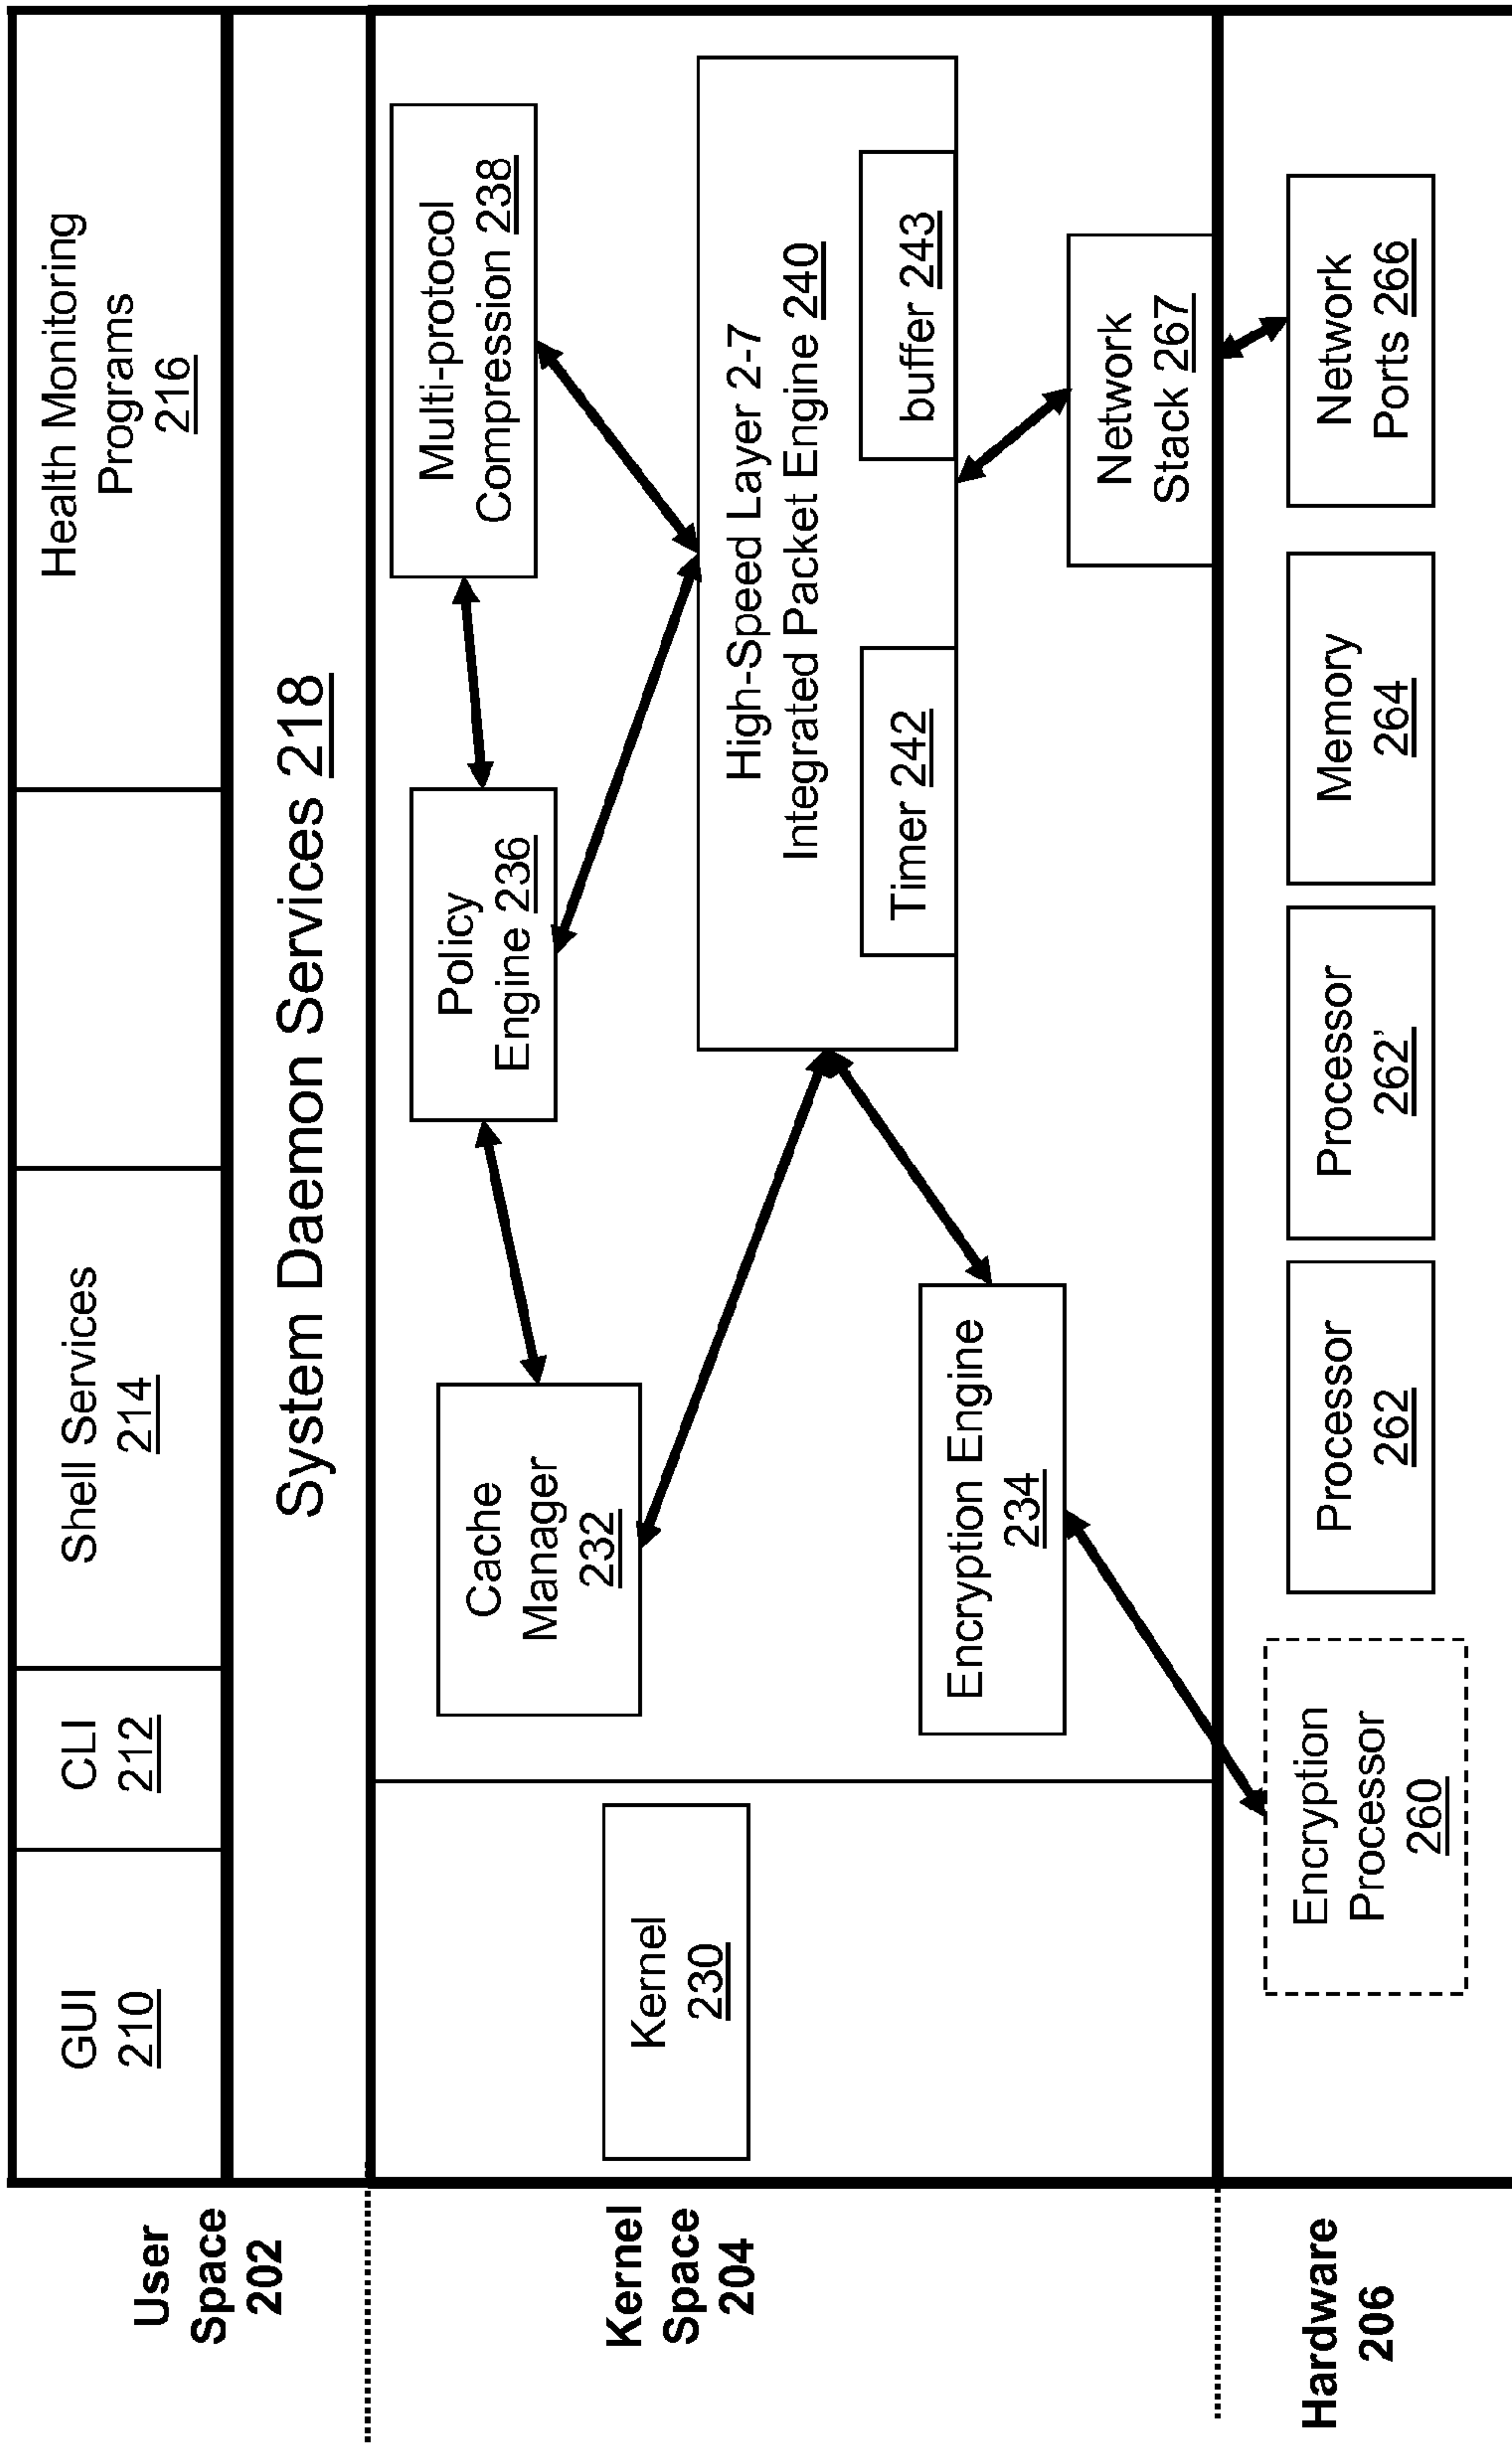 User
Space
202
GUI
210
CLI
212
Shell Services
214
Health Monitoring
Programs
216
System Daemon Services 218
Kernel
Space
204
Kernel
230
Cache
Manager
232
Policy
Engine 236
Multi-protocol
Compression 238
High-Speed Layer 2-7
Integrated Packet Engine 240
Timer 242
buffer 243
Encryption Engine
234
Network
Stack 267
Hardware
206
Encryption
Processor
260
Processor
262
Processor
262’
Memory
264
Network
Ports 266